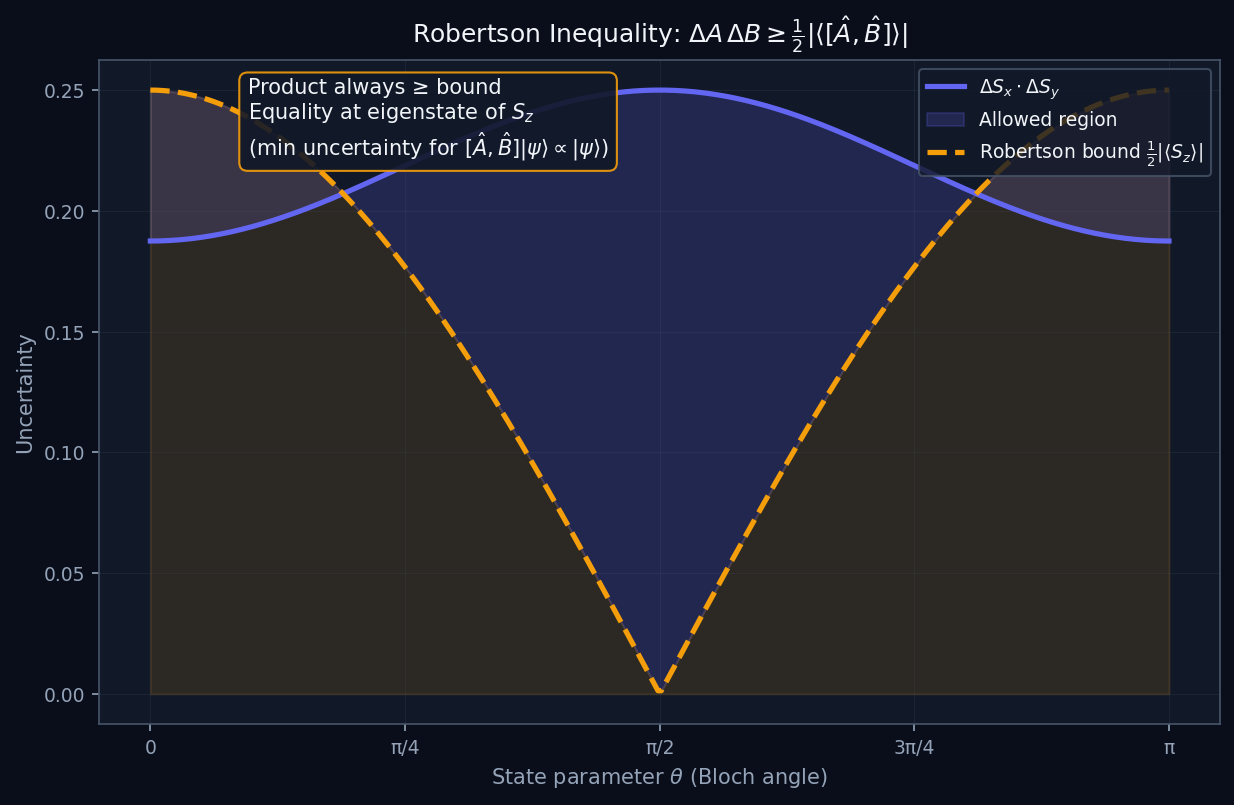 Robertson Inequality: ΔA ΔB ≥ ½|⟨[Â, B̂]⟩|
Product always ≥ bound
Equality at eigenstate of S_z
(min uncertainty for [Â, B̂]|ψ⟩ ∝ |ψ⟩)
ΔS_x · ΔS_y
Allowed region
Robertson bound ½|⟨S_z⟩|
Uncertainty
0.25
0.20
0.15
0.10
0.05
0.00
0
π/4
π/2
3π/4
π
State parameter θ (Bloch angle)